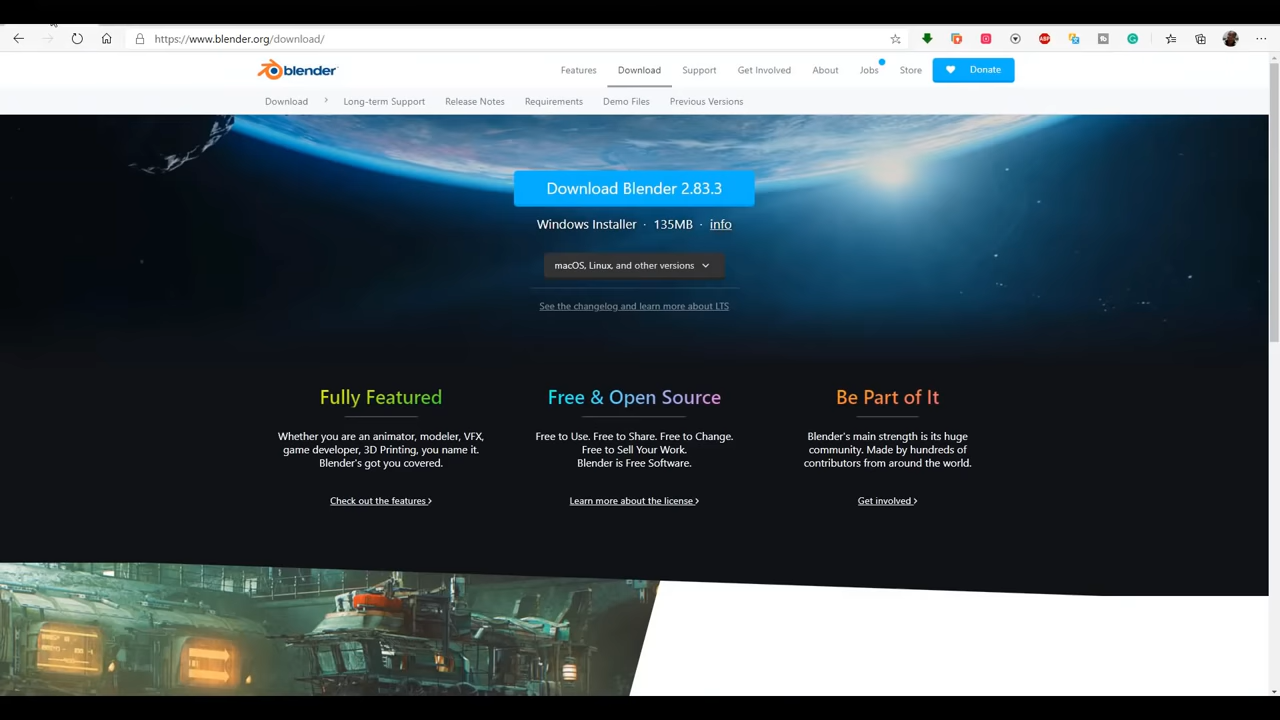 https://www.blender.org/download/
ABP
blender
Features
Download
Support
Get Involved
About
Jobs
Store
Donate
Download
Long-term Support
Release Notes
Requirements
Demo Files
Previous Versions
Download Blender 2.83.3
Windows Installer · 135MB · info
macOS, Linux, and other versions
See the changelog and learn more about LTS
Fully Featured
Whether you are an animator, modeler, VFX,
game developer, 3D Printing, you name it.
Blender's got you covered.
Check out the features
Free & Open Source
Free to Use. Free to Share. Free to Change.
Free to Sell Your Work.
Blender is Free Software.
Learn more about the license
Be Part of It
Blender's main strength is its huge
community. Made by hundreds of
contributors from around the world.
Get involved